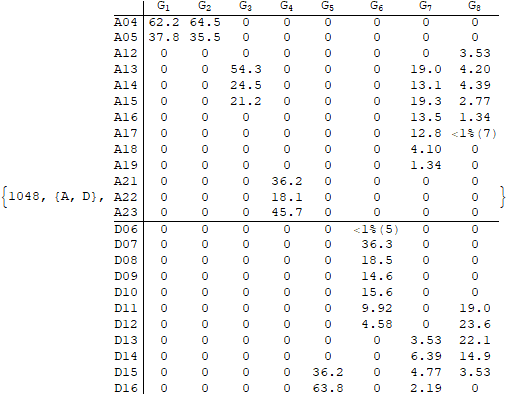 G₁ G₂ G₃ G₄ G₅ G₆ G₇ G₈
A04 62.2 64.5 0 0 0 0 0 0
A05 37.8 35.5 0 0 0 0 0 0
A12 0 0 0 0 0 0 0 3.53
A13 0 0 54.3 0 0 0 19.0 4.20
A14 0 0 24.5 0 0 0 13.1 4.39
A15 0 0 21.2 0 0 0 19.3 2.77
A16 0 0 0 0 0 0 13.5 1.34
A17 0 0 0 0 0 0 12.8 <1%(7)
A18 0 0 0 0 0 0 4.10 0
A19 0 0 0 0 0 0 1.34 0
A21 0 0 0 36.2 0 0 0 0
{1048, {A, D}, A22 0 0 0 18.1 0 0 0 0 }
A23 0 0 0 45.7 0 0 0 0
D06 0 0 0 0 0 <1%(5) 0 0
D07 0 0 0 0 0 36.3 0 0
D08 0 0 0 0 0 18.5 0 0
D09 0 0 0 0 0 14.6 0 0
D10 0 0 0 0 0 15.6 0 0
D11 0 0 0 0 0 9.92 0 19.0
D12 0 0 0 0 0 4.58 0 23.6
D13 0 0 0 0 0 0 3.53 22.1
D14 0 0 0 0 0 0 6.39 14.9
D15 0 0 0 0 36.2 0 4.77 3.53
D16 0 0 0 0 63.8 0 2.19 0